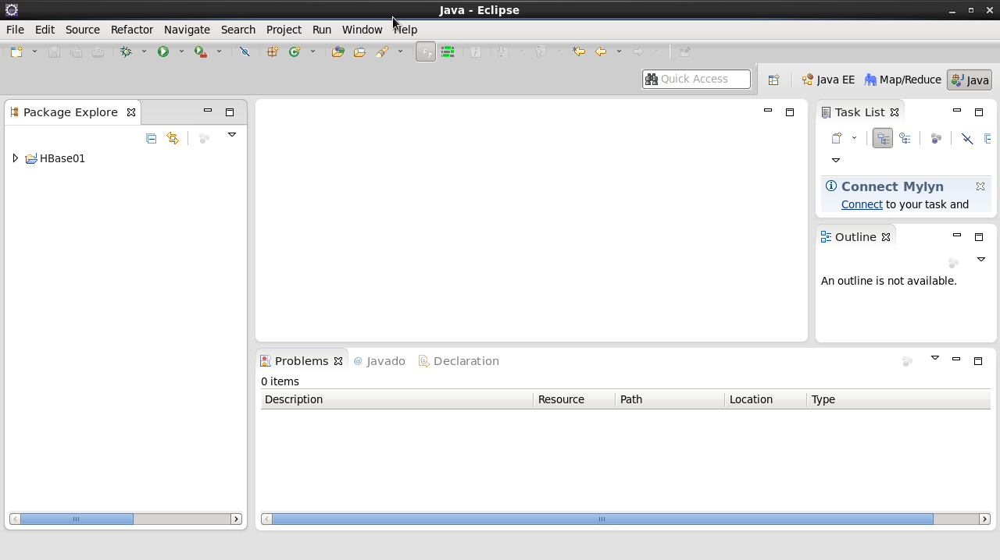 Java - Eclipse
File Edit Source Refactor Navigate Search Project Run Window Help
Quick Access
Java EE
Map/Reduce
Java
Package Explore
HBase01
Task List
Connect Mylyn
Connect to your task and
Outline
An outline is not available.
Problems
@ Javado
Declaration
0 items
Description Resource Path Location Type